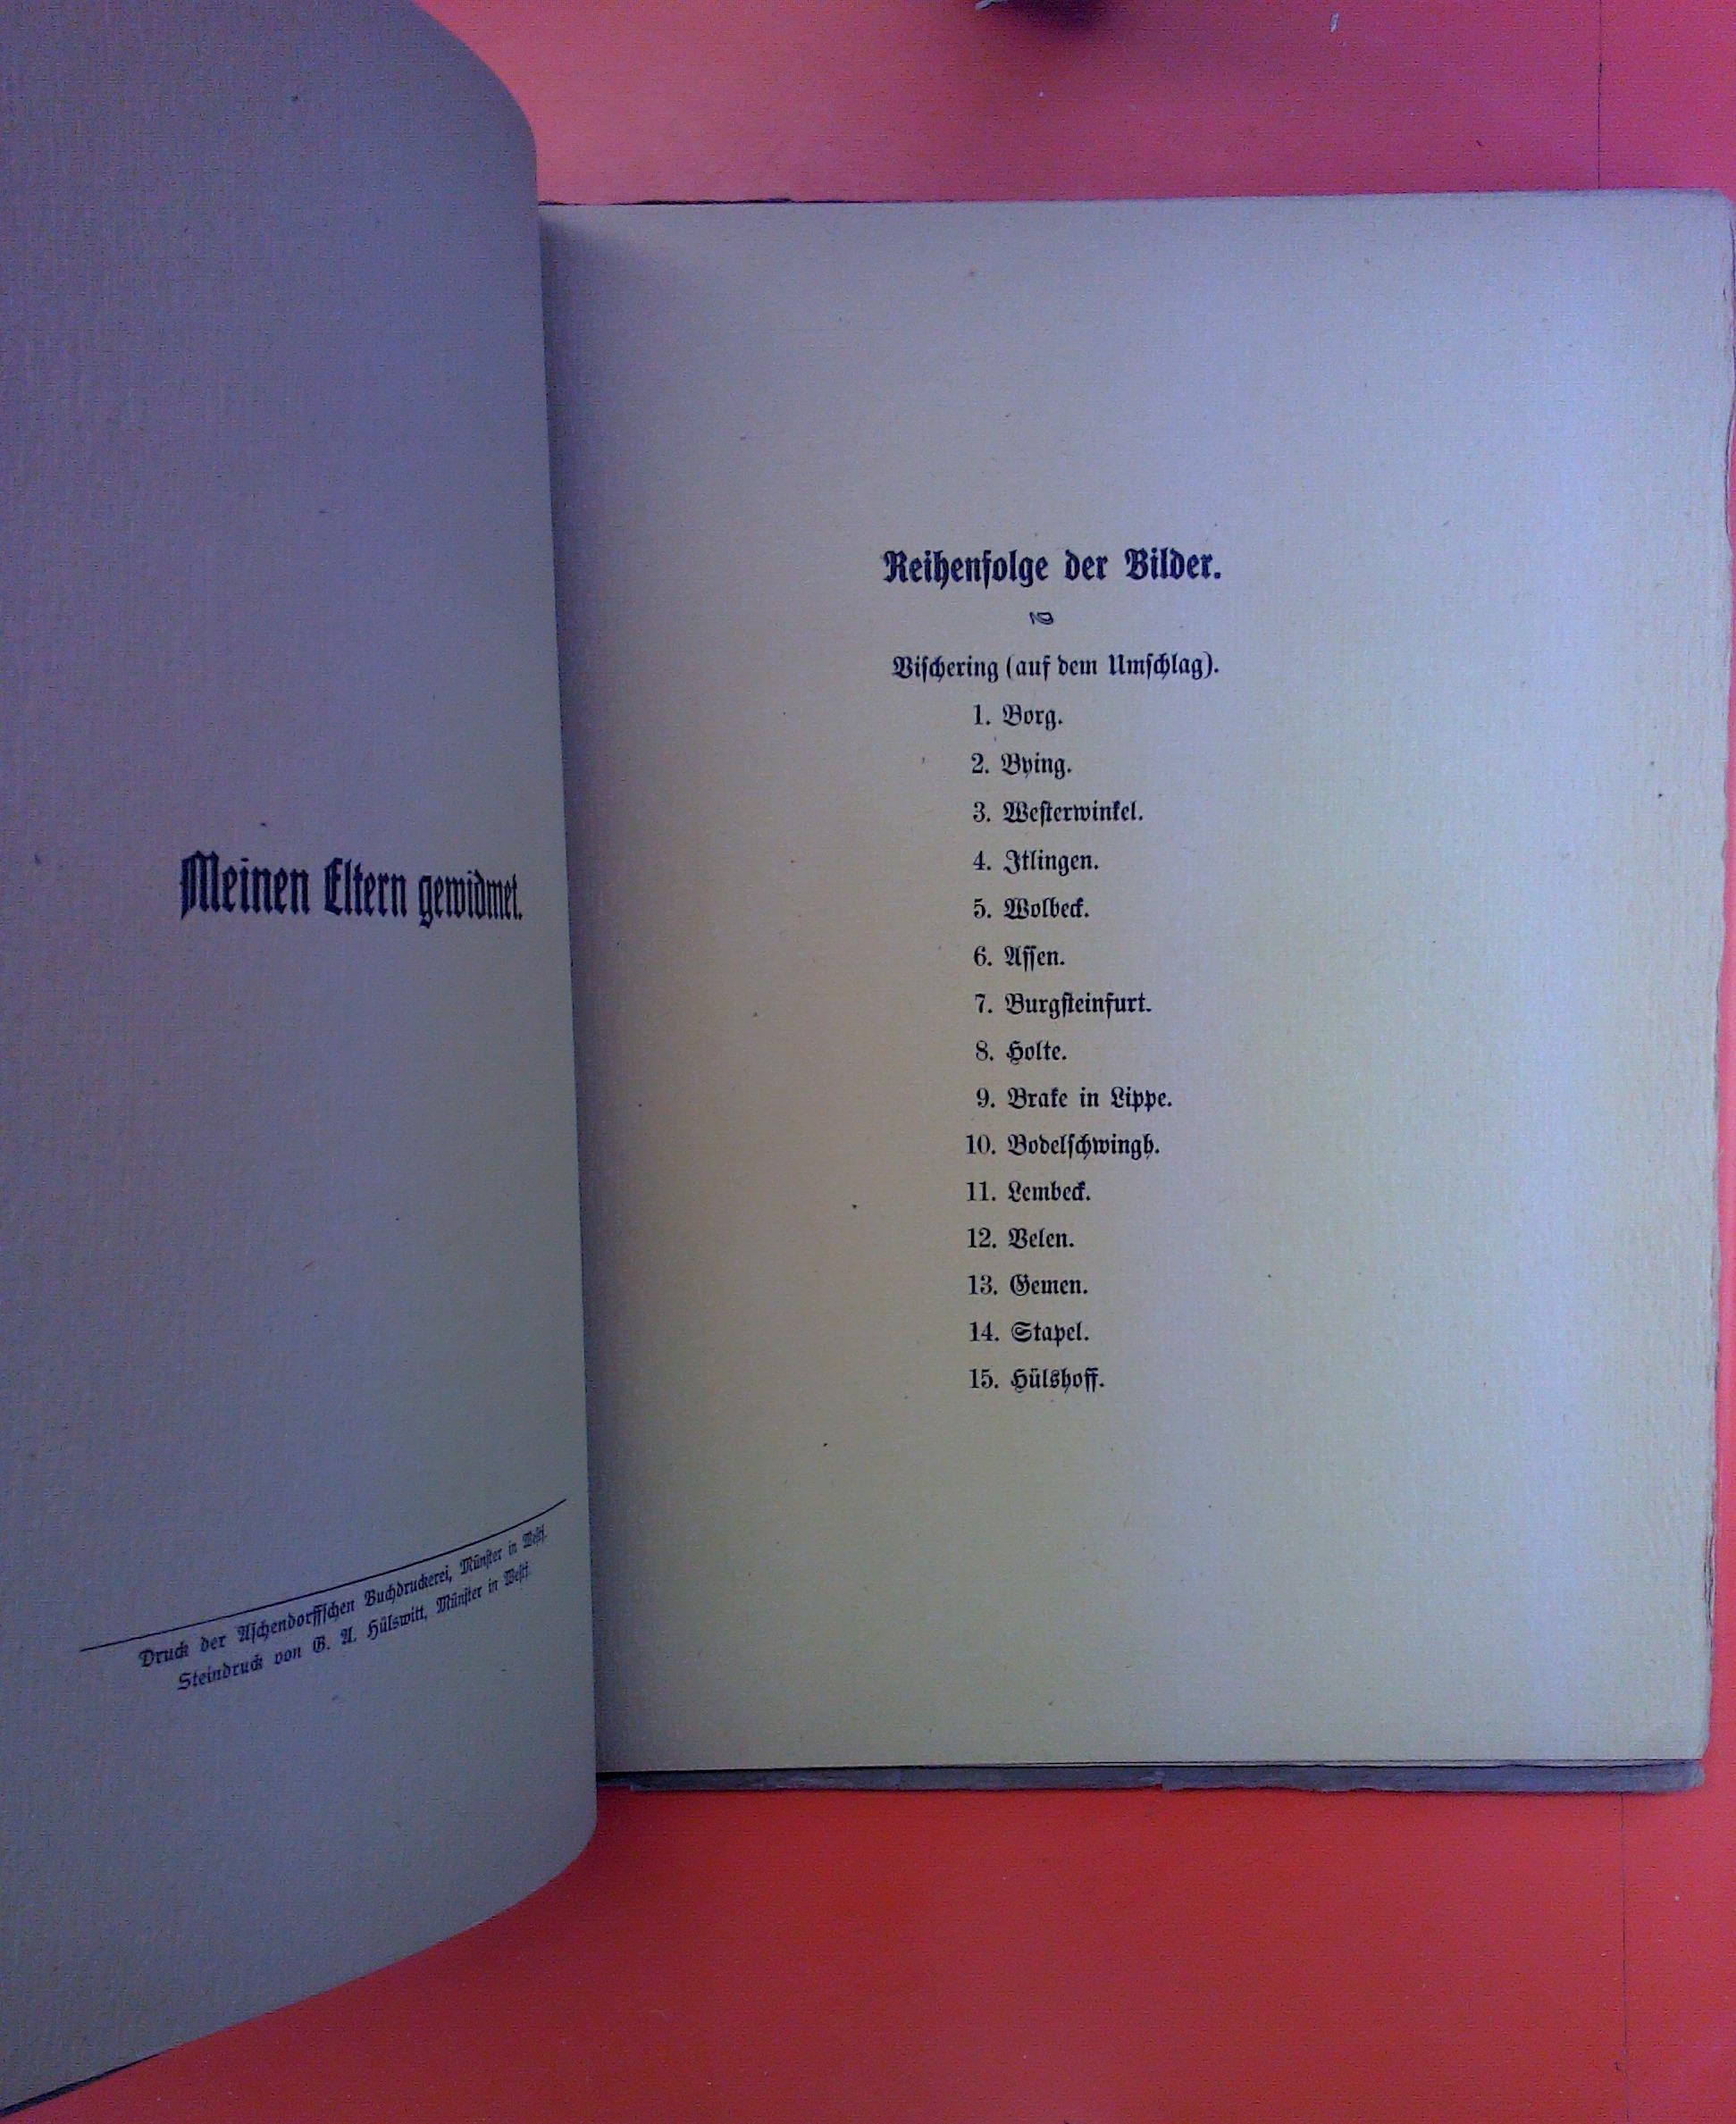 Meinen Eltern gewidmet.
Druck der Aschendorffschen Buchdruckerei, Münster in Westf.
Steindruck von G. A. Hülswitt, Münster in Westf.
Reihenfolge der Bilder.
Vischering (auf dem Umschlag).
1. Borg.
2. Bying.
3. Westerwinkel.
4. Itlingen.
5. Wolbeck.
6. Assen.
7. Burgsteinfurt.
8. Holte.
9. Brake in Lippe.
10. Bodelschwingh.
11. Lembeck.
12. Velen.
13. Gemen.
14. Stapel.
15. Hülshoff.